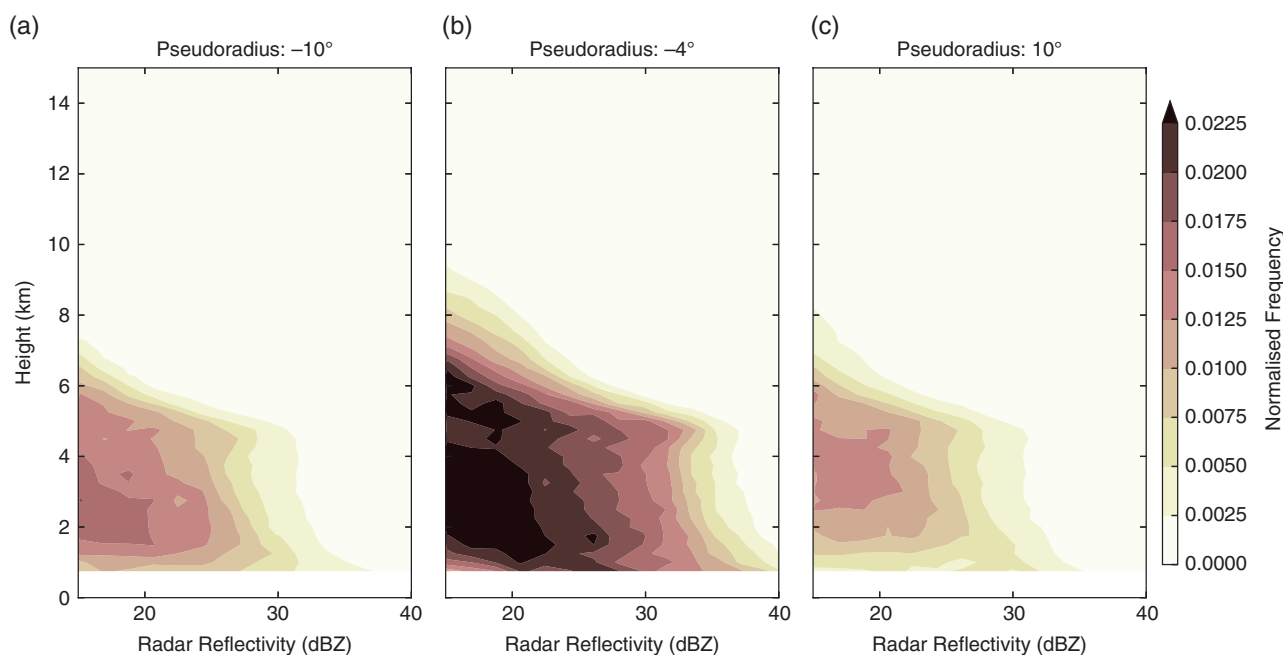 (a)
Pseudoradius: –10°
(b)
Pseudoradius: –4°
(c)
Pseudoradius: 10°
14
12
10
8
6
4
2
0
Height (km)
20
30
40
Radar Reflectivity (dBZ)
20
30
40
Radar Reflectivity (dBZ)
20
30
40
Radar Reflectivity (dBZ)
0.0225
0.0200
0.0175
0.0150
0.0125
0.0100
0.0075
0.0050
0.0025
0.0000
Normalised Frequency